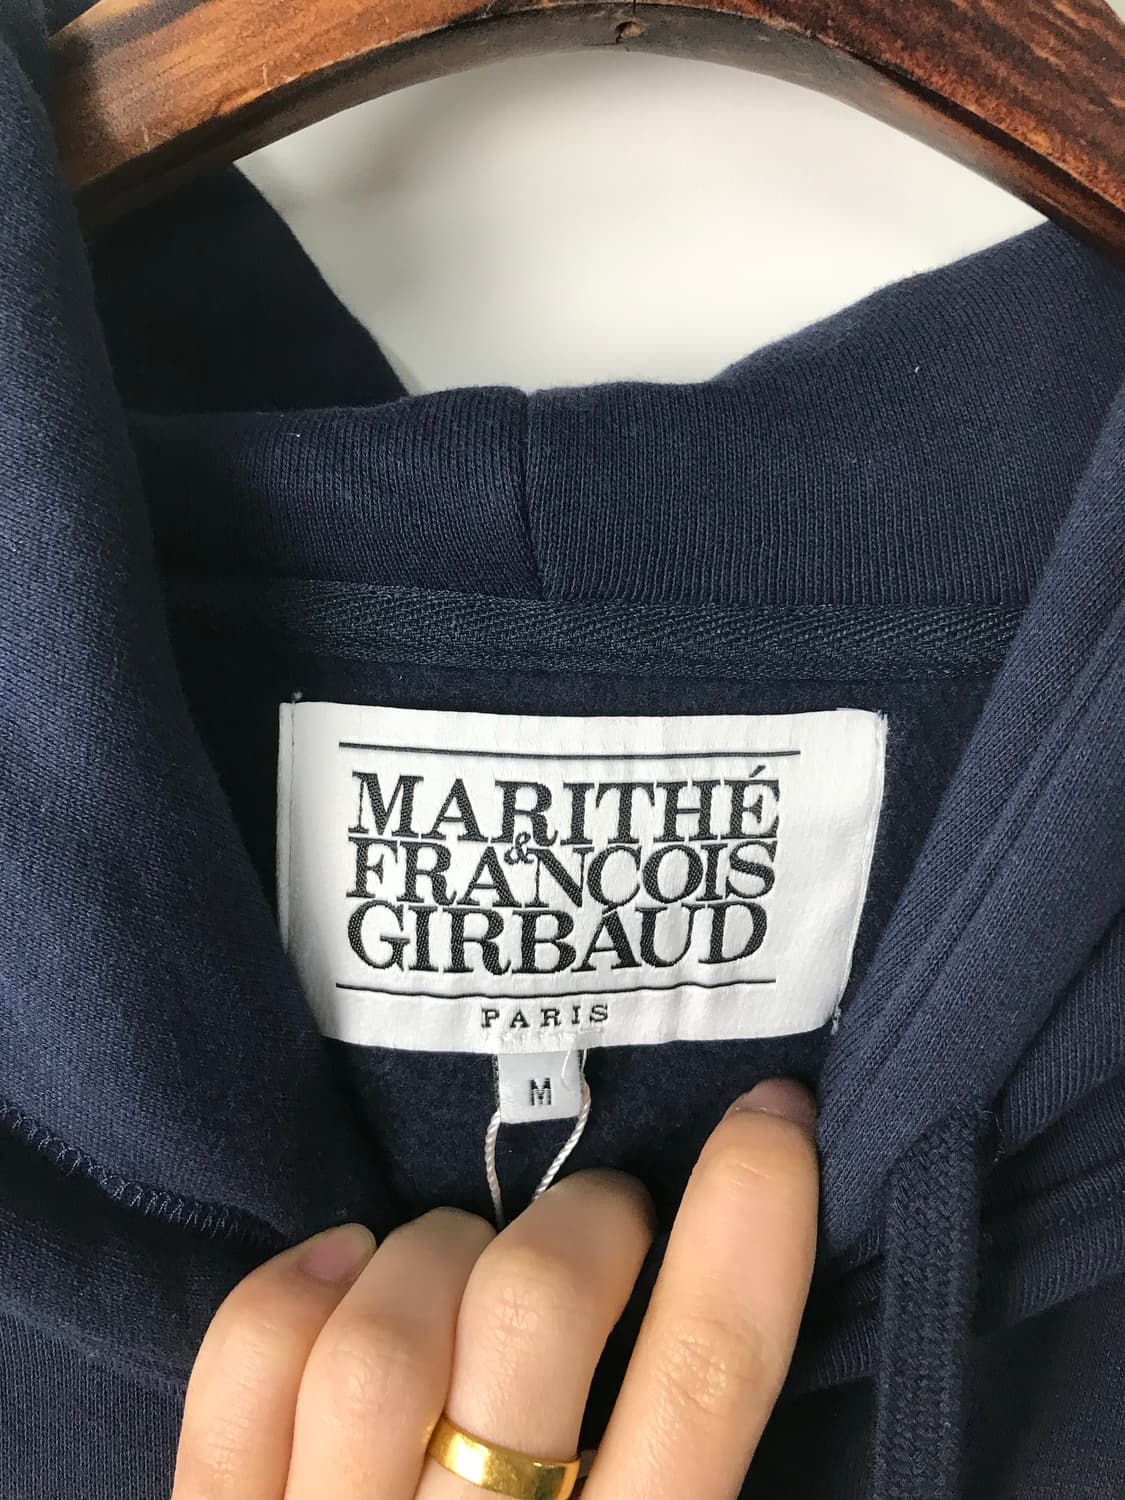 MARITHÉ
&
FRANÇOIS
GIRBAUD
PARIS
M